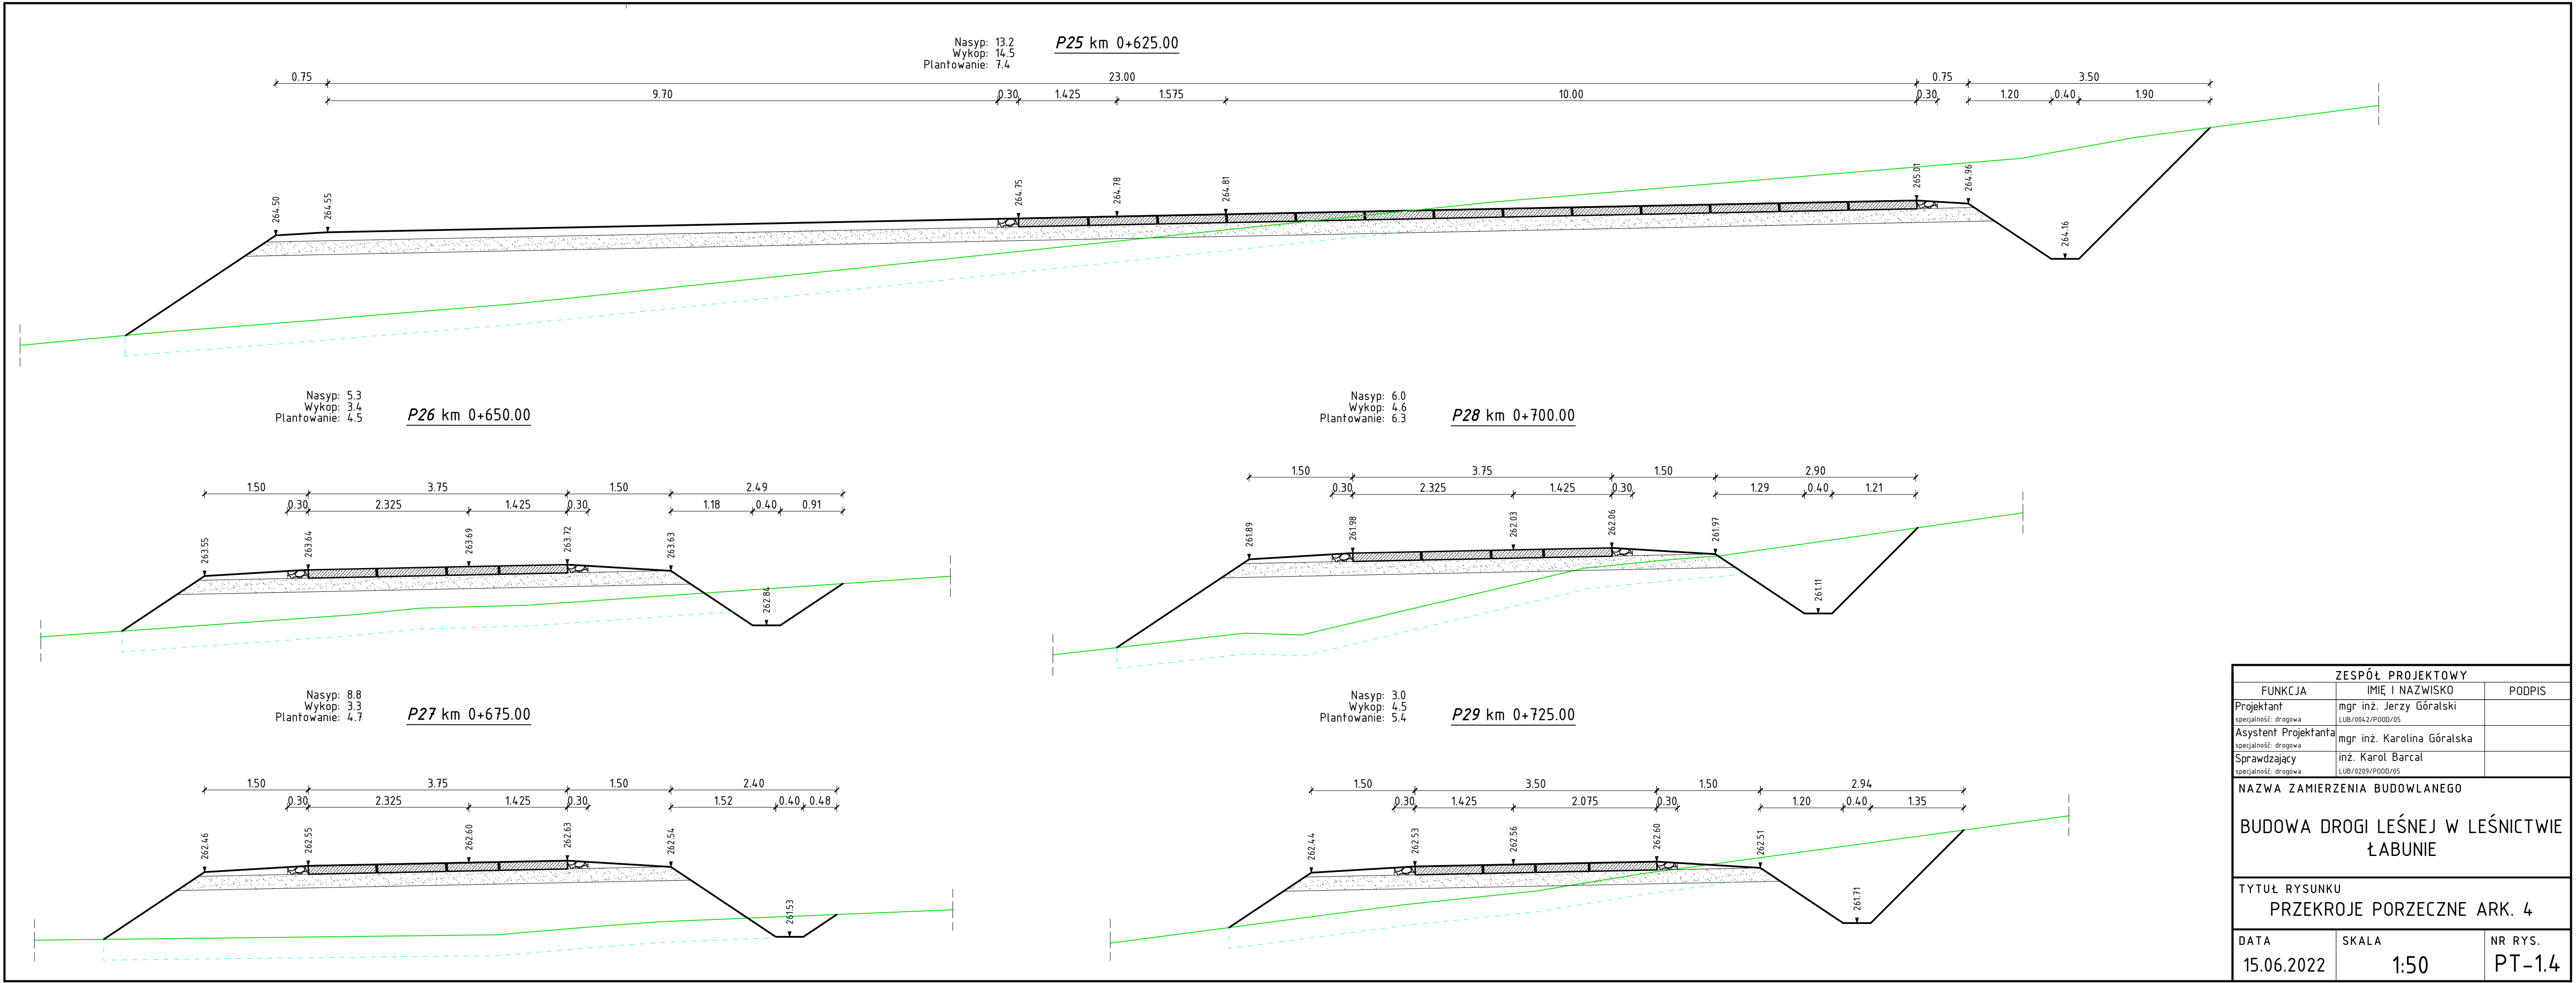 Nasyp: 13.2
Wykop: 14.5
Plantowanie: 7.4
P25 km 0+625.00
0.75 23.00 0.75 3.50
9.70 0.30 1.425 1.575 10.00 0.30 1.20 0.40 1.90
264.50 264.55 264.75 264.78 264.81 265.01 264.96 264.16
Nasyp: 5.3
Wykop: 3.4
Plantowanie: 4.5
P26 km 0+650.00
1.50 3.75 1.50 2.49
0.30 2.325 1.425 0.30 1.18 0.40 0.91
263.55 263.64 263.69 263.72 263.63 262.84
Nasyp: 6.0
Wykop: 4.6
Plantowanie: 6.3
P28 km 0+700.00
1.50 3.75 1.50 2.90
0.30 2.325 1.425 0.30 1.29 0.40 1.21
261.89 261.98 262.03 262.06 261.97 261.11
Nasyp: 8.8
Wykop: 3.3
Plantowanie: 4.7
P27 km 0+675.00
1.50 3.75 1.50 2.40
0.30 2.325 1.425 0.30 1.52 0.40 0.48
262.46 262.55 262.60 262.63 262.54 261.53
Nasyp: 3.0
Wykop: 4.5
Plantowanie: 5.4
P29 km 0+725.00
1.50 3.50 1.50 2.94
0.30 1.425 2.075 0.30 1.20 0.40 1.35
262.44 262.53 262.56 262.60 262.51 261.71
ZESPÓŁ PROJEKTOWY
FUNKCJA IMIĘ I NAZWISKO PODPIS
Projektant mgr inż. Jerzy Góralski
specjalność: drogowa LUB/0042/POOD/05
Asystent Projektanta mgr inż. Karolina Góralska
specjalność: drogowa
Sprawdzający inż. Karol Barcal
specjalność: drogowa LUB/0209/POOD/05
NAZWA ZAMIERZENIA BUDOWLANEGO
BUDOWA DROGI LEŚNEJ W LEŚNICTWIE
ŁABUNIE
TYTUŁ RYSUNKU
PRZEKROJE PORZECZNE ARK. 4
DATA SKALA NR RYS.
15.06.2022 1:50 PT-1.4